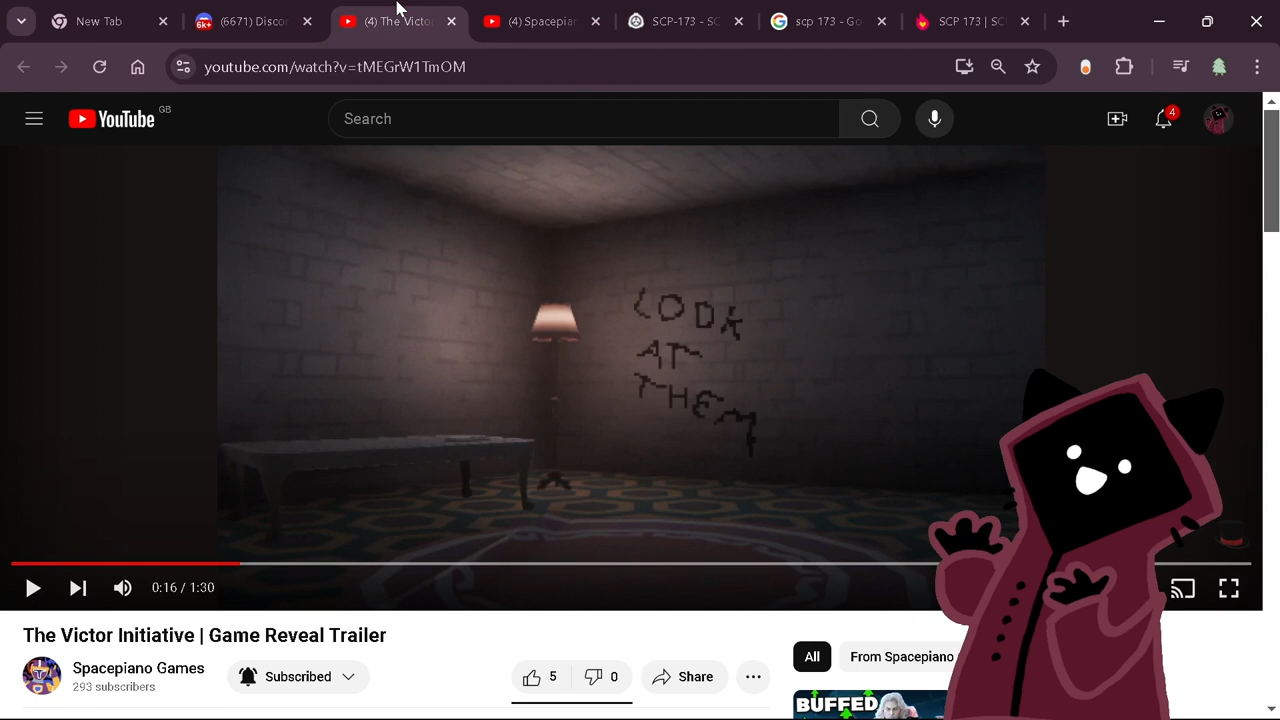 New Tab
(6671) Discor
(4) The Victo
(4) Spacepian
SCP-173 - SC
scp 173 - Go
SCP 173 | SC
youtube.com/watch?v=tMEGrW1TmOM
YouTube GB
Search
4
LOOK
AT
THEM
0:16 / 1:30
The Victor Initiative | Game Reveal Trailer
Spacepiano Games
293 subscribers
Subscribed
5
0
Share
All
From Spacepiano
BUFFED